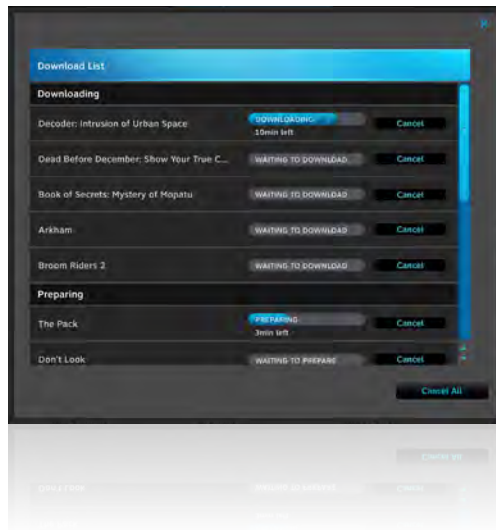 Download List
Downloading
Decoder: Intrusion of Urban Space DOWNLOADING Cancel
10min left
Dead Before December: Show Your True C... WAITING TO DOWNLOAD Cancel
Book of Secrets: Mystery of Mopatu WAITING TO DOWNLOAD Cancel
Arkham WAITING TO DOWNLOAD Cancel
Broom Riders 2 WAITING TO DOWNLOAD Cancel
Preparing
The Pack PREPARING Cancel
3min left
Don't Look WAITING TO PREPARE Cancel
Cancel All